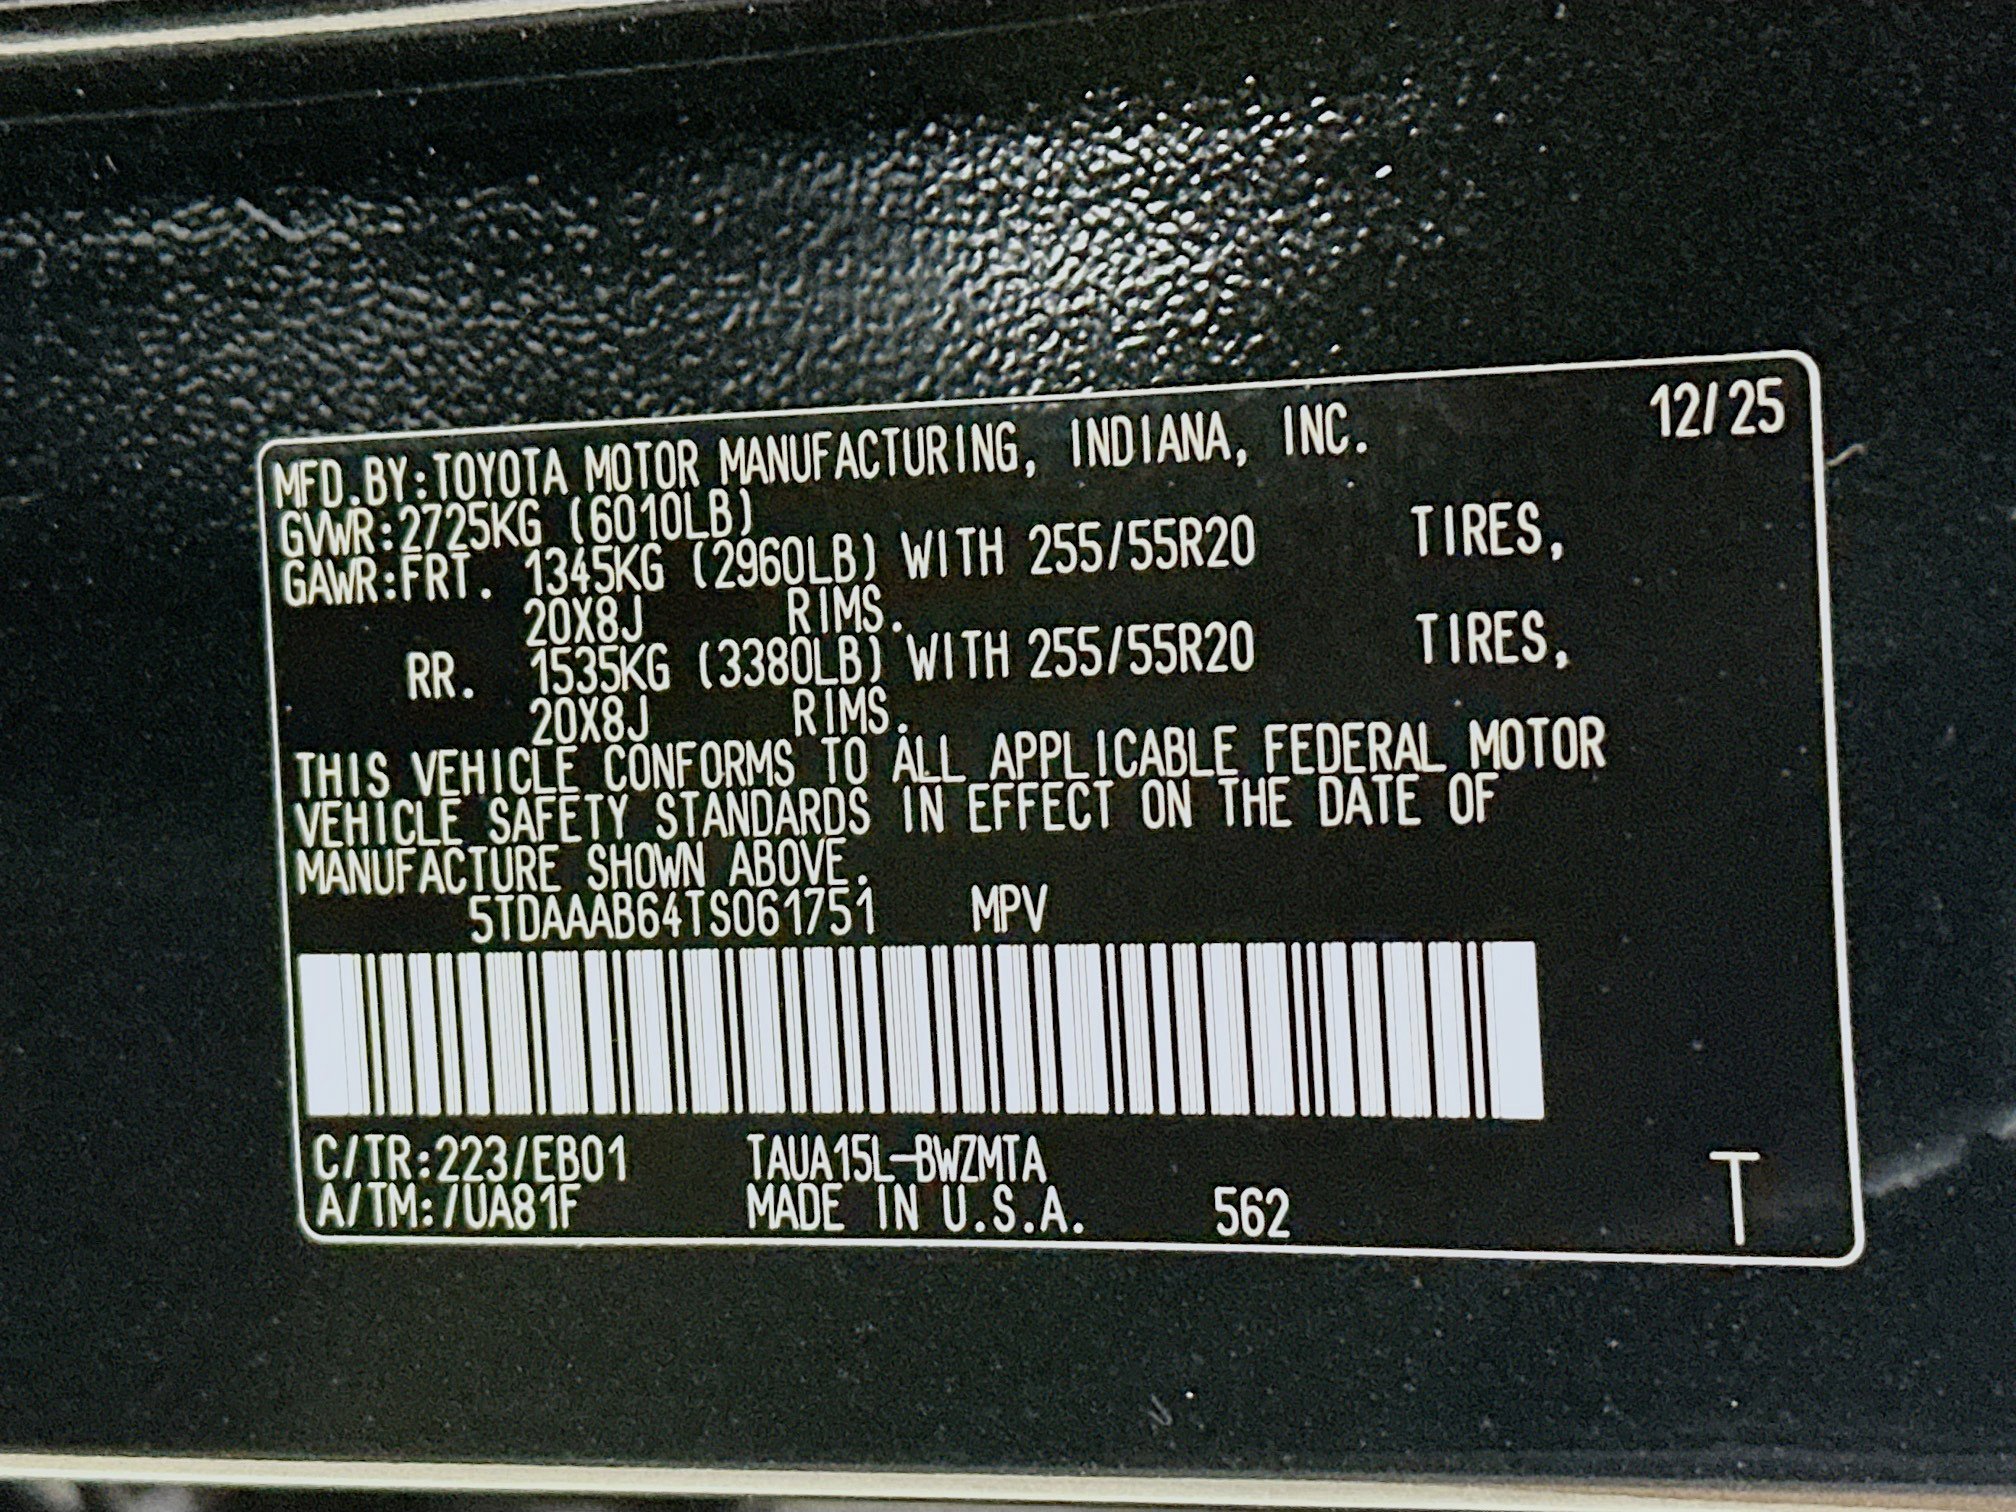 12/25
MFD.BY:TOYOTA MOTOR MANUFACTURING, INDIANA, INC.
GVWR:2725KG (6010LB)
GAWR:FRT. 1345KG (2960LB) WITH 255/55R20 TIRES,
20X8J RIMS.
RR. 1535KG (3380LB) WITH 255/55R20 TIRES,
20X8J RIMS.
THIS VEHICLE CONFORMS TO ALL APPLICABLE FEDERAL MOTOR
VEHICLE SAFETY STANDARDS IN EFFECT ON THE DATE OF
MANUFACTURE SHOWN ABOVE.
5TDAAAB64TS061751 MPV
C/TR:223/EB01 TAUA15L-BWZMTA
A/TM:/UA81F MADE IN U.S.A. 562
T